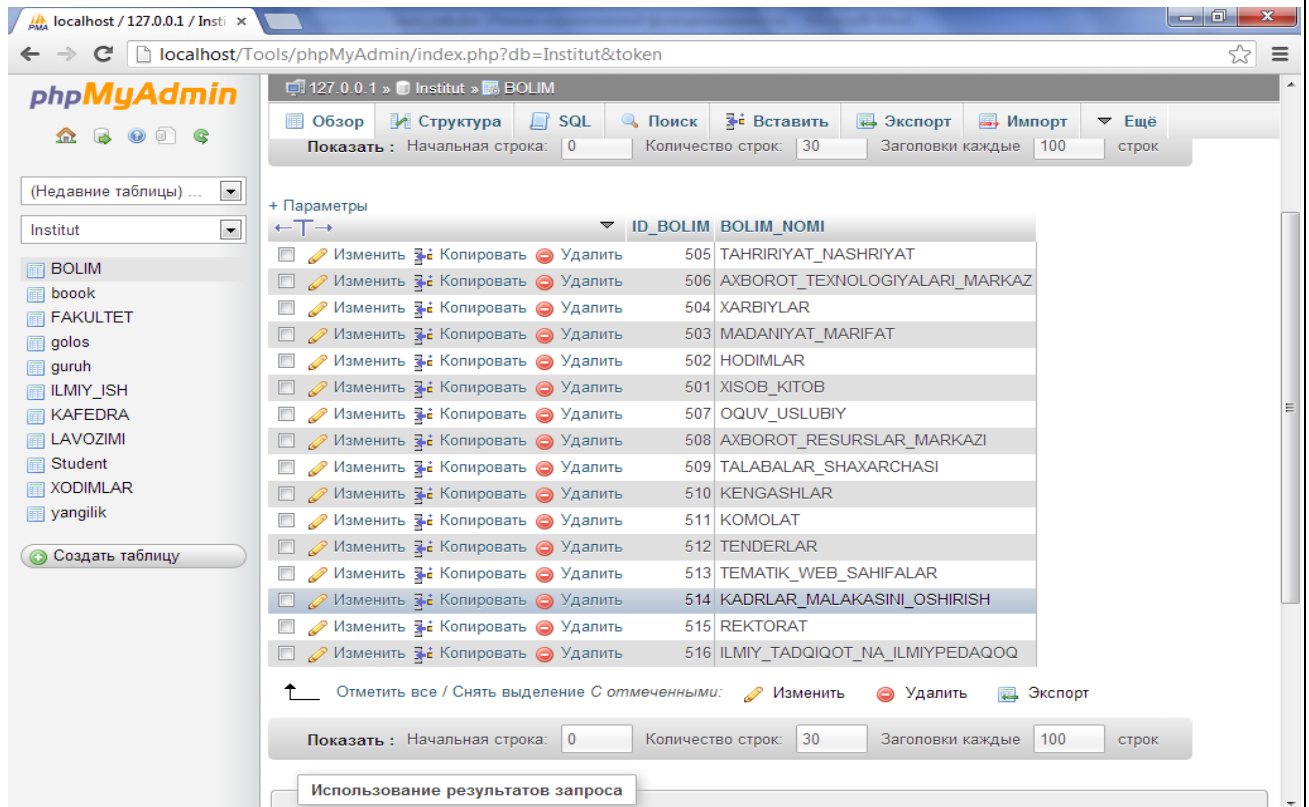 localhost / 127.0.0.1 / Insti
localhost/Tools/phpMyAdmin/index.php?db=Institut&token
phpMyAdmin
(Недавние таблицы) ...
Institut
BOLIM
boook
FAKULTET
golos
guruh
ILMIY_ISH
KAFEDRA
LAVOZIMI
Student
XODIMLAR
yangilik
Создать таблицу
127.0.0.1 » Institut » BOLIM
Обзор Структура SQL Поиск Вставить Экспорт Импорт Ещё
Показать : Начальная строка: 0 Количество строк: 30 Заголовки каждые 100 строк
+ Параметры
←T→ ID_BOLIM BOLIM_NOMI
Изменить Копировать Удалить 505 TAHRIRIYAT_NASHRIYAT
Изменить Копировать Удалить 506 AXBOROT_TEXNOLOGIYALARI_MARKAZ
Изменить Копировать Удалить 504 XARBIYLAR
Изменить Копировать Удалить 503 MADANIYAT_MARIFAT
Изменить Копировать Удалить 502 HODIMLAR
Изменить Копировать Удалить 501 XISOB_KITOB
Изменить Копировать Удалить 507 OQUV_USLUBIY
Изменить Копировать Удалить 508 AXBOROT_RESURSLAR_MARKAZI
Изменить Копировать Удалить 509 TALABALAR_SHAXARCHASI
Изменить Копировать Удалить 510 KENGASHLAR
Изменить Копировать Удалить 511 KOMOLAT
Изменить Копировать Удалить 512 TENDERLAR
Изменить Копировать Удалить 513 TEMATIK_WEB_SAHIFALAR
Изменить Копировать Удалить 514 KADRLAR_MALAKASINI_OSHIRISH
Изменить Копировать Удалить 515 REKTORAT
Изменить Копировать Удалить 516 ILMIY_TADQIQOT_NA_ILMIYPEDAQOQ
Отметить все / Снять выделение С отмеченными: Изменить Удалить Экспорт
Показать : Начальная строка: 0 Количество строк: 30 Заголовки каждые 100 строк
Использование результатов запроса